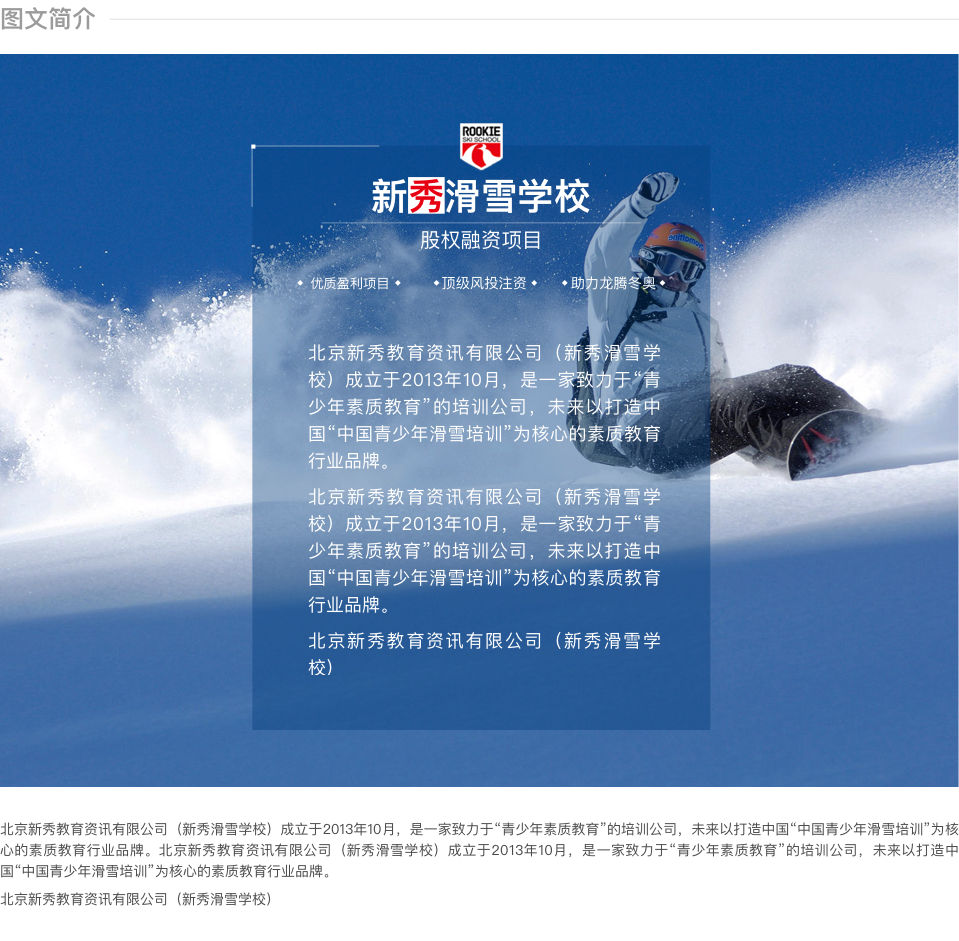 图文简介
ROOKIE
SKI SCHOOL
新秀滑雪学校
股权融资项目
优质盈利项目 顶级风投注资 助力龙腾冬奥
北京新秀教育资讯有限公司（新秀滑雪学
校）成立于2013年10月，是一家致力于“青
少年素质教育”的培训公司，未来以打造中
国“中国青少年滑雪培训”为核心的素质教育
行业品牌。
北京新秀教育资讯有限公司（新秀滑雪学
校）成立于2013年10月，是一家致力于“青
少年素质教育”的培训公司，未来以打造中
国“中国青少年滑雪培训”为核心的素质教育
行业品牌。
北京新秀教育资讯有限公司（新秀滑雪学
校）
北京新秀教育资讯有限公司（新秀滑雪学校）成立于2013年10月，是一家致力于“青少年素质教育”的培训公司，未来以打造中国“中国青少年滑雪培训”为核
心的素质教育行业品牌。北京新秀教育资讯有限公司（新秀滑雪学校）成立于2013年10月，是一家致力于“青少年素质教育”的培训公司，未来以打造中
国“中国青少年滑雪培训”为核心的素质教育行业品牌。
北京新秀教育资讯有限公司（新秀滑雪学校）